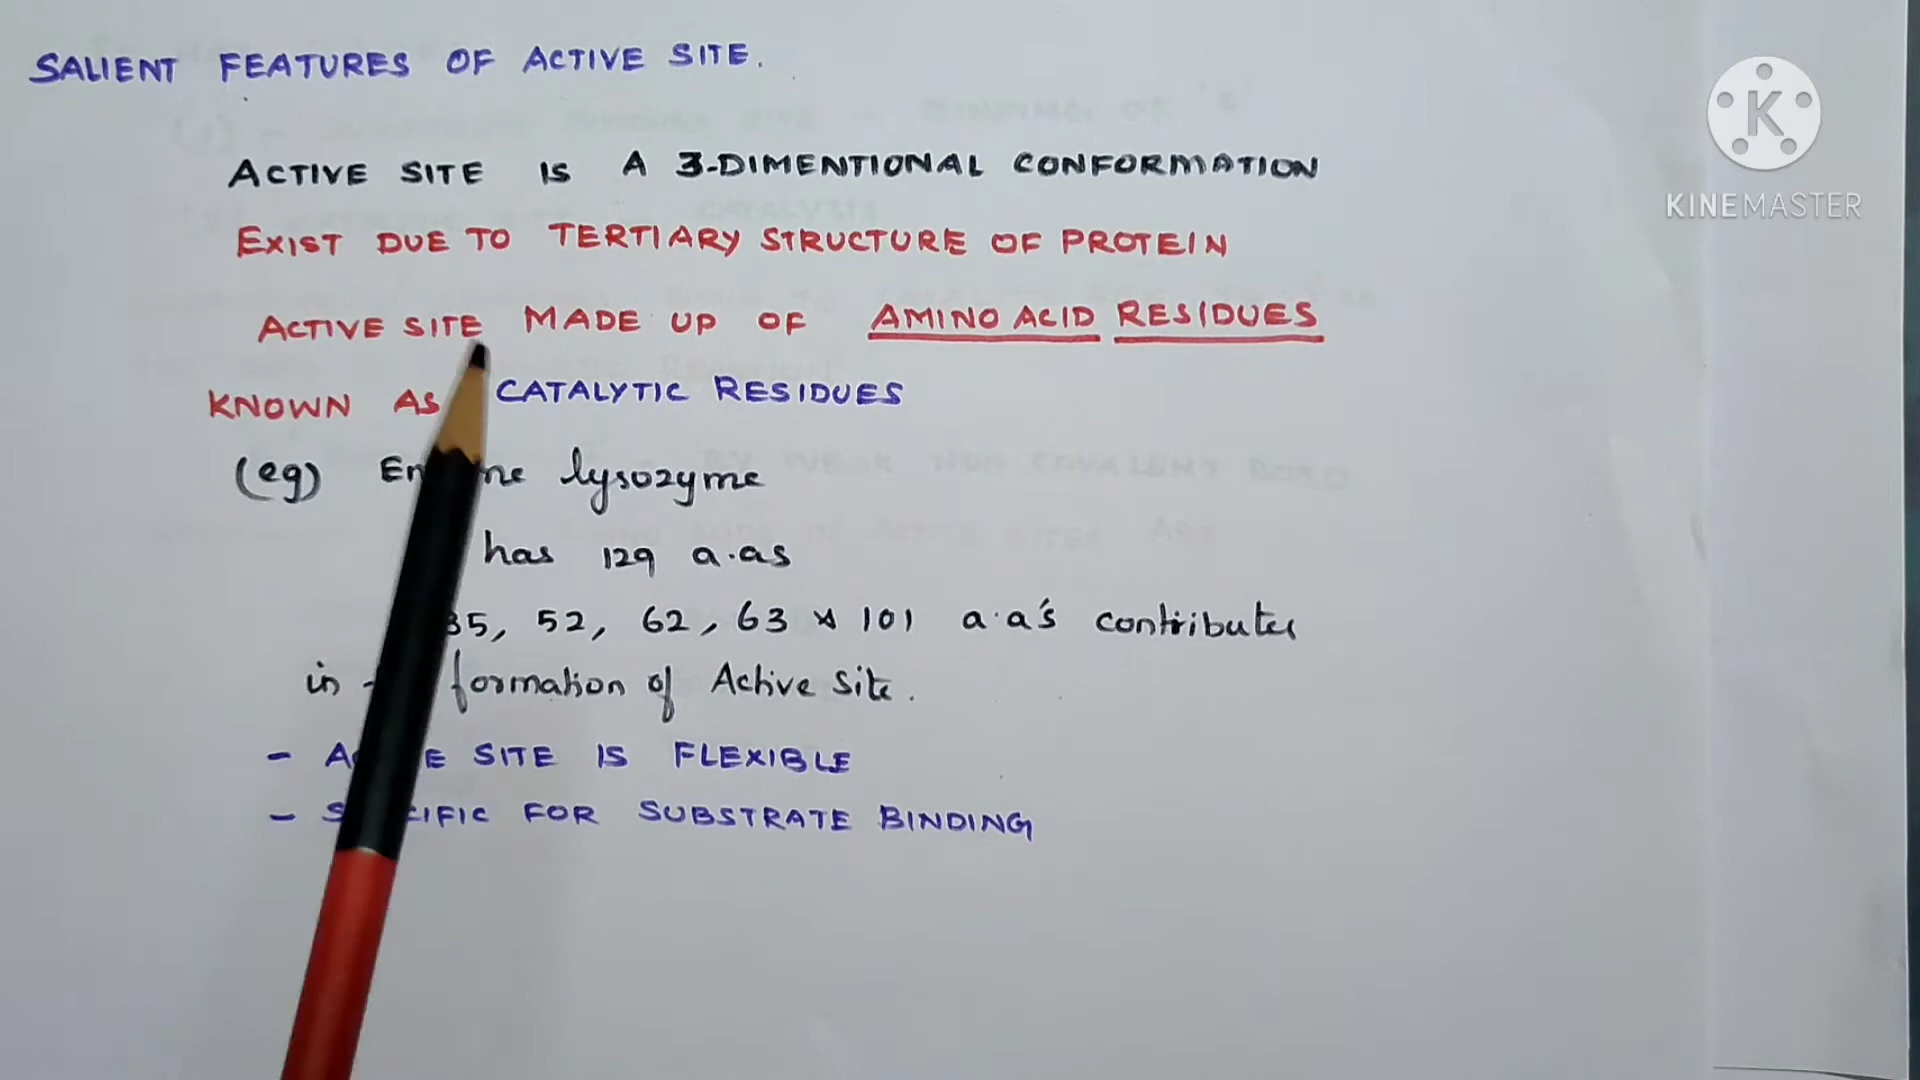 SALIENT FEATURES OF ACTIVE SITE.
ACTIVE SITE IS A 3-DIMENTIONAL CONFORMATION
EXIST DUE TO TERTIARY STRUCTURE OF PROTEIN
ACTIVE SITE MADE UP OF AMINO ACID RESIDUES
KNOWN AS CATALYTIC RESIDUES
(eg) lysozyme
has 129 a.as
52, 62, 63 & 101 a.a's contributes
in formation of Active Site.
- SITE IS FLEXIBLE
- FOR SUBSTRATE BINDING
K
KINEMASTER